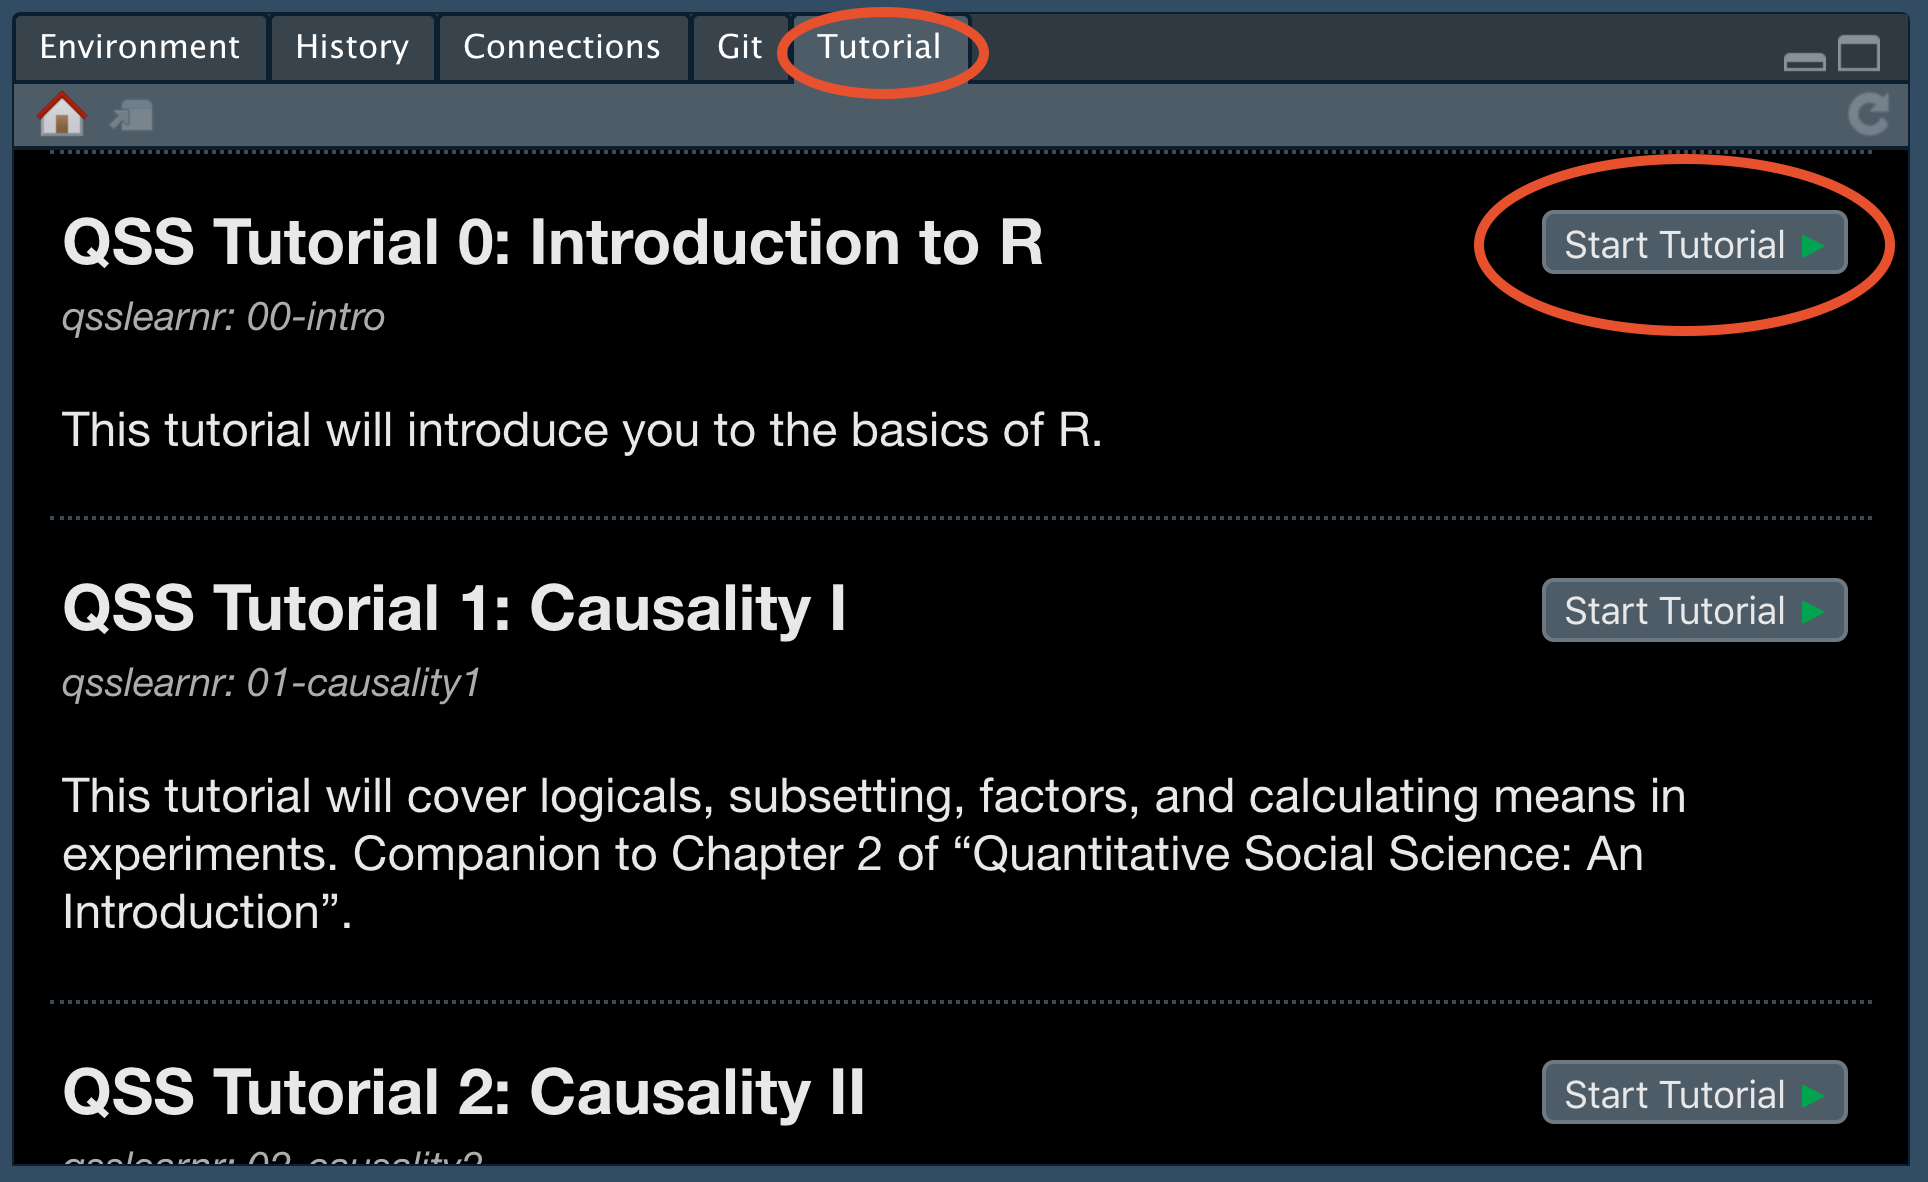 Environment History Connections Git Tutorial
QSS Tutorial 0: Introduction to R
Start Tutorial
qsslearnr: 00-intro
This tutorial will introduce you to the basics of R.
QSS Tutorial 1: Causality I
Start Tutorial
qsslearnr: 01-causality1
This tutorial will cover logicals, subsetting, factors, and calculating means in
experiments. Companion to Chapter 2 of “Quantitative Social Science: An
Introduction”.
QSS Tutorial 2: Causality II
Start Tutorial
qsslearnr: 02-causality2